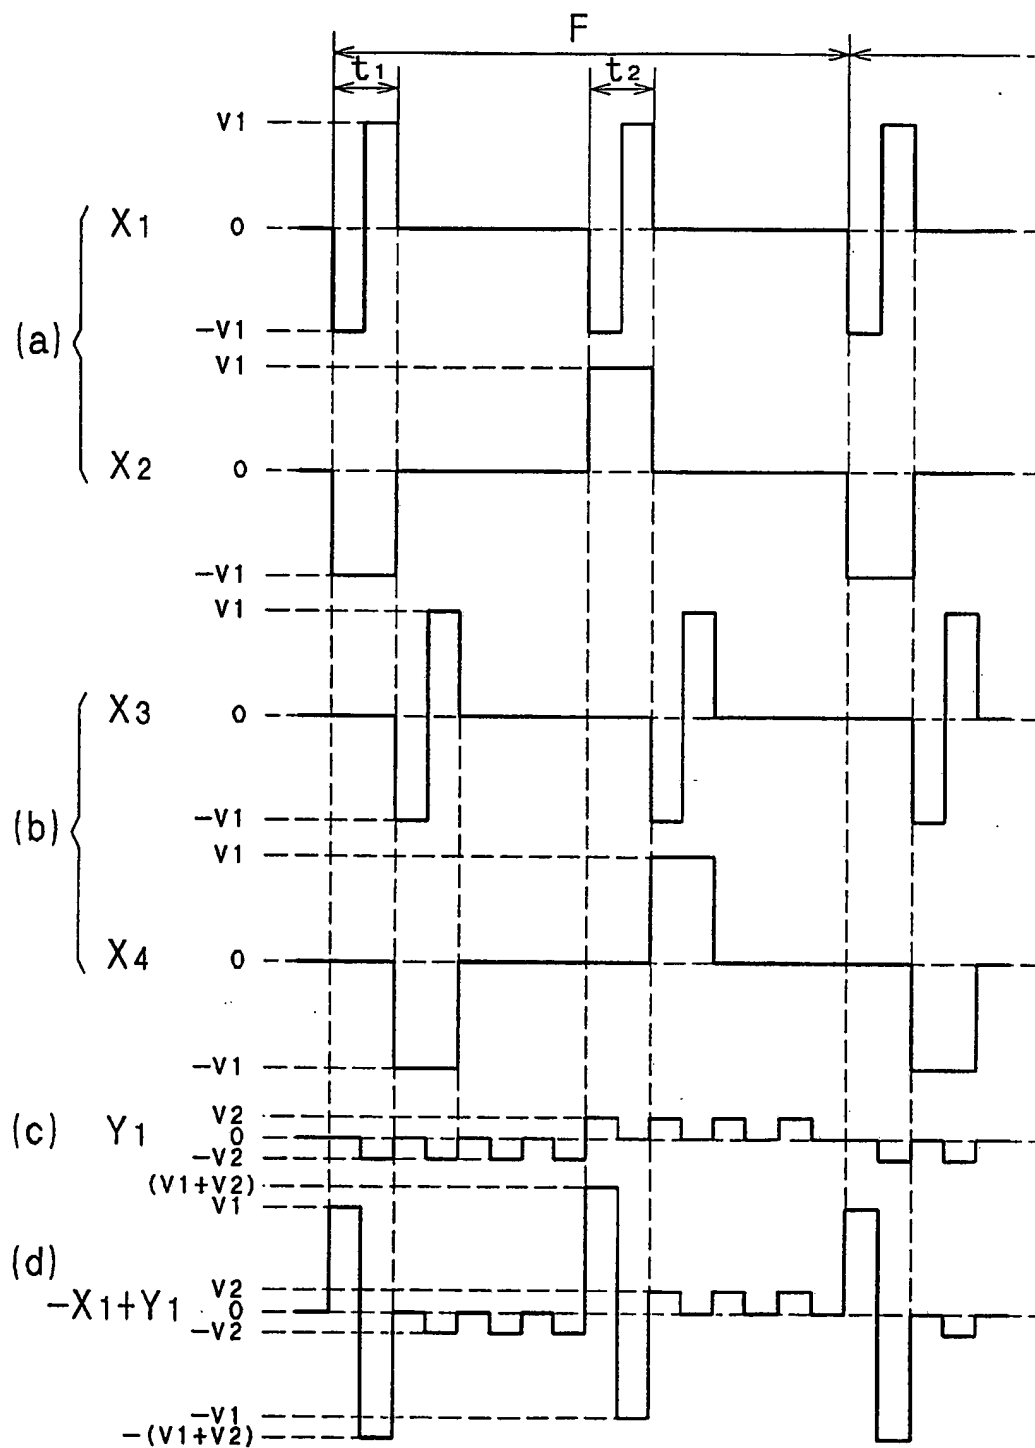 F
t1 t2
V1
X1 0
-V1
(a)
V1
X2 0
-V1
V1
X3 0
-V1
(b)
V1
X4 0
-V1
(c) Y1 V2
0
-V2
(V1+V2)
V1
(d)
V2
-X1+Y1 0
-V2
-V1
-(V1+V2)